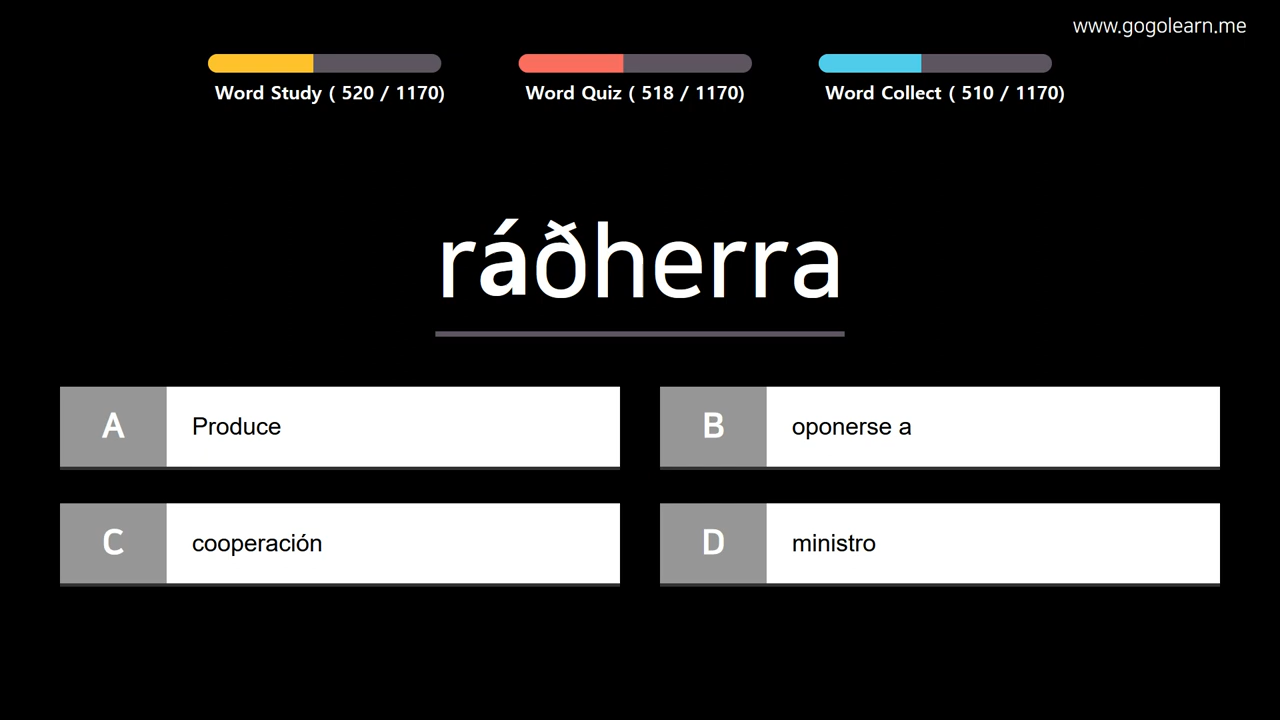 www.gogolearn.me
Word Study ( 520 / 1170)
Word Quiz ( 518 / 1170)
Word Collect ( 510 / 1170)
ráðherra
A
Produce
B
oponerse a
C
cooperación
D
ministro